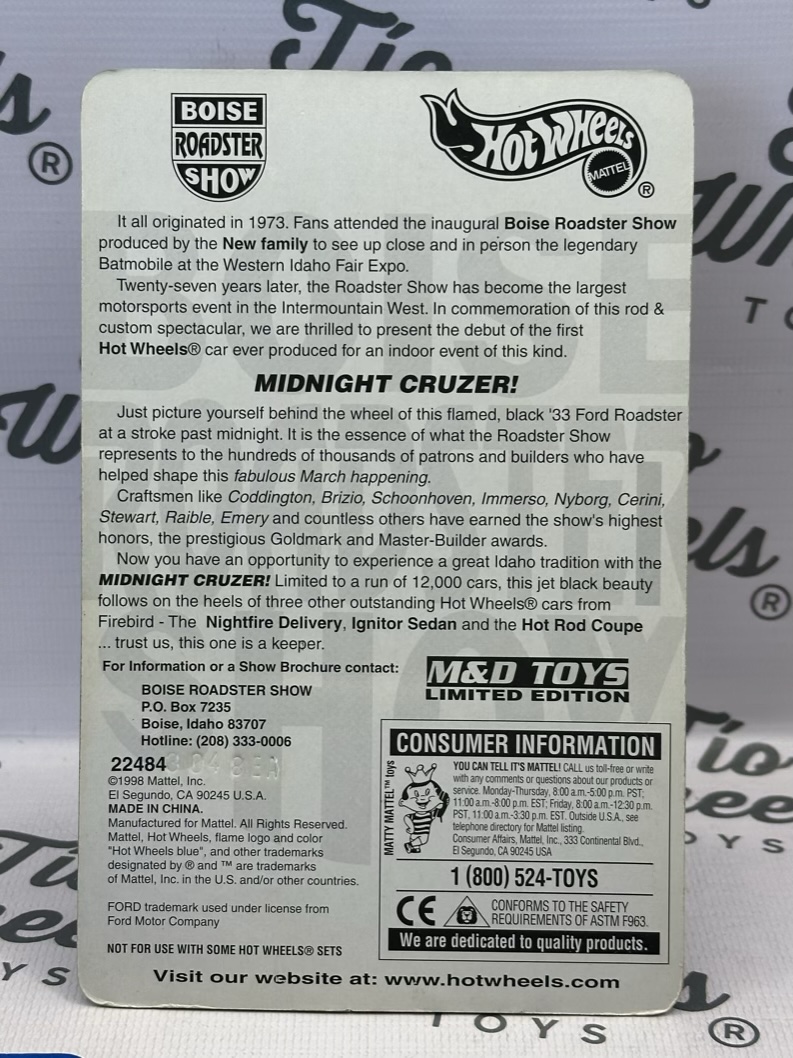 BOISE
ROADSTER
SHOW
Hot Wheels
MATTEL
®
It all originated in 1973. Fans attended the inaugural Boise Roadster Show
produced by the New family to see up close and in person the legendary
Batmobile at the Western Idaho Fair Expo.
Twenty-seven years later, the Roadster Show has become the largest
motorsports event in the Intermountain West. In commemoration of this rod &
custom spectacular, we are thrilled to present the debut of the first
Hot Wheels® car ever produced for an indoor event of this kind.
MIDNIGHT CRUZER!
Just picture yourself behind the wheel of this flamed, black '33 Ford Roadster
at a stroke past midnight. It is the essence of what the Roadster Show
represents to the hundreds of thousands of patrons and builders who have
helped shape this fabulous March happening.
Craftsmen like Coddington, Brizio, Schoonhoven, Immerso, Nyborg, Cerini,
Stewart, Raible, Emery and countless others have earned the show's highest
honors, the prestigious Goldmark and Master-Builder awards.
Now you have an opportunity to experience a great Idaho tradition with the
MIDNIGHT CRUZER! Limited to a run of 12,000 cars, this jet black beauty
follows on the heels of three other outstanding Hot Wheels® cars from
Firebird - The Nightfire Delivery, Ignitor Sedan and the Hot Rod Coupe
... trust us, this one is a keeper.
For Information or a Show Brochure contact:
BOISE ROADSTER SHOW
P.O. Box 7235
Boise, Idaho 83707
Hotline: (208) 333-0006
M&D TOYS
LIMITED EDITION
22484
©1998 Mattel, Inc.
El Segundo, CA 90245 U.S.A.
MADE IN CHINA.
Manufactured for Mattel. All Rights Reserved.
Mattel, Hot Wheels, flame logo and color
"Hot Wheels blue", and other trademarks
designated by ® and ™ are trademarks
of Mattel, Inc. in the U.S. and/or other countries.
FORD trademark used under license from
Ford Motor Company
NOT FOR USE WITH SOME HOT WHEELS® SETS
CONSUMER INFORMATION
MATTY MATTEL™ toys
YOU CAN TELL IT'S MATTEL! CALL us toll-free or write
with any comments or questions about our products or
service. Monday-Thursday, 8:00 a.m.-5:00 p.m. PST;
11:00 a.m.-8:00 p.m. EST; Friday, 8:00 a.m.-12:30 p.m.
PST, 11:00 a.m.-3:30 p.m. EST. Outside U.S.A., see
telephone directory for Mattel listing.
Consumer Affairs, Mattel, Inc., 333 Continental Blvd.,
El Segundo, CA 90245 USA
1 (800) 524-TOYS
CE
CONFORMS TO THE SAFETY
REQUIREMENTS OF ASTM F963.
We are dedicated to quality products.
Visit our website at: www.hotwheels.com
TOYS
®